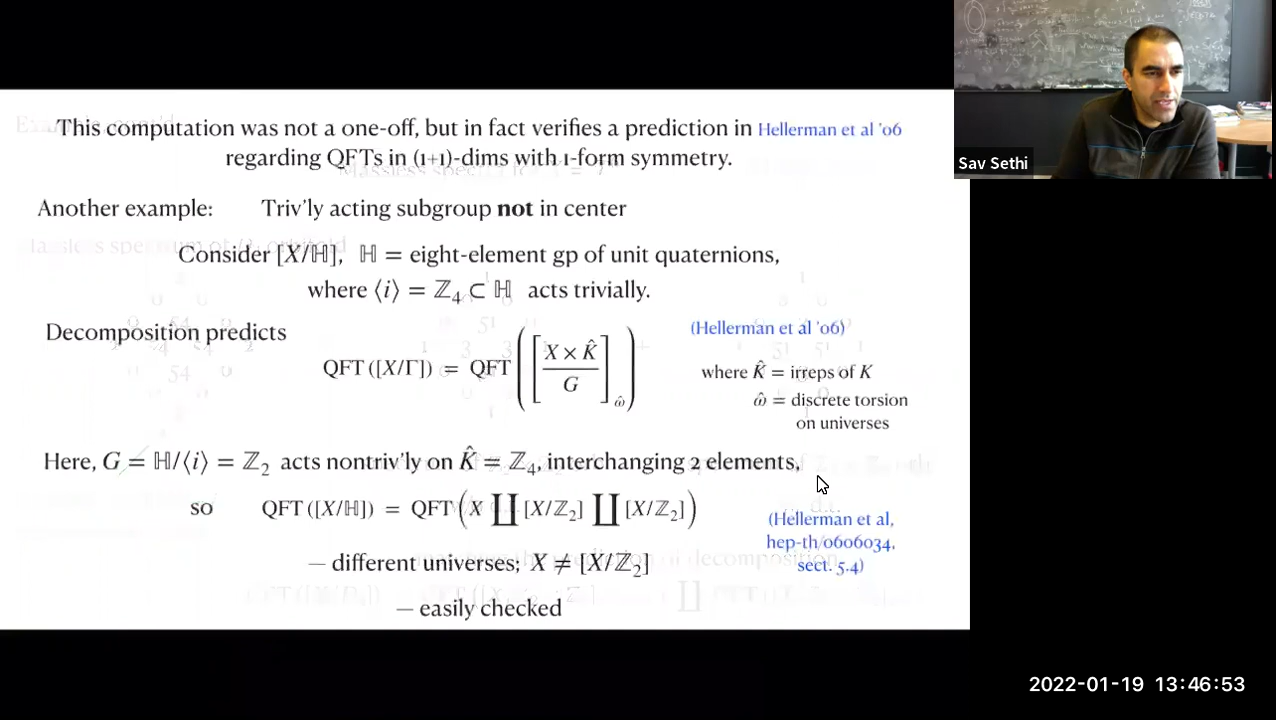 This computation was not a one-off, but in fact verifies a prediction in Hellerman et al '06
regarding QFTs in (1+1)-dims with 1-form symmetry.
Another example: Triv'ly acting subgroup not in center
Consider [X/ℍ], ℍ = eight-element gp of unit quaternions,
where ⟨i⟩ = ℤ₄ ⊂ ℍ acts trivially.
Decomposition predicts
(Hellerman et al '06)
QFT([X/Γ]) = QFT([X × K̂ / G]_ω̂)
where K̂ = irreps of K
ω̂ = discrete torsion
on universes
Here, G = ℍ/⟨i⟩ = ℤ₂ acts nontriv'ly on K̂ = ℤ₄, interchanging 2 elements,
so QFT([X/ℍ]) = QFT(X ∐ [X/ℤ₂] ∐ [X/ℤ₂])
(Hellerman et al,
hep-th/0606034,
sect. 5.4)
— different universes; X ≠ [X/ℤ₂]
— easily checked
Sav Sethi
2022-01-19 13:46:53